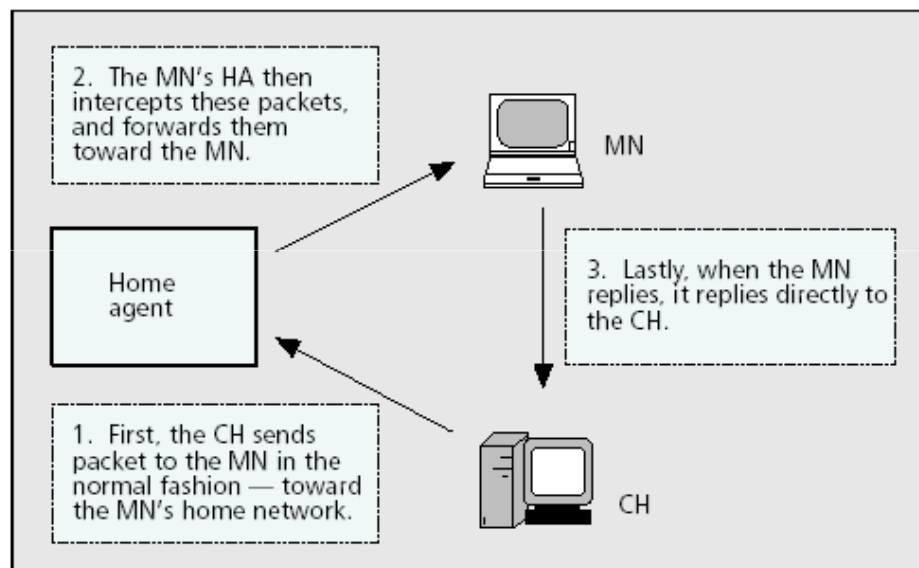 2. The MN's HA then
intercepts these packets,
and forwards them
toward the MN.
MN
Home
agent
3. Lastly, when the MN
replies, it replies directly to
the CH.
1. First, the CH sends
packet to the MN in the
normal fashion — toward
the MN's home network.
CH